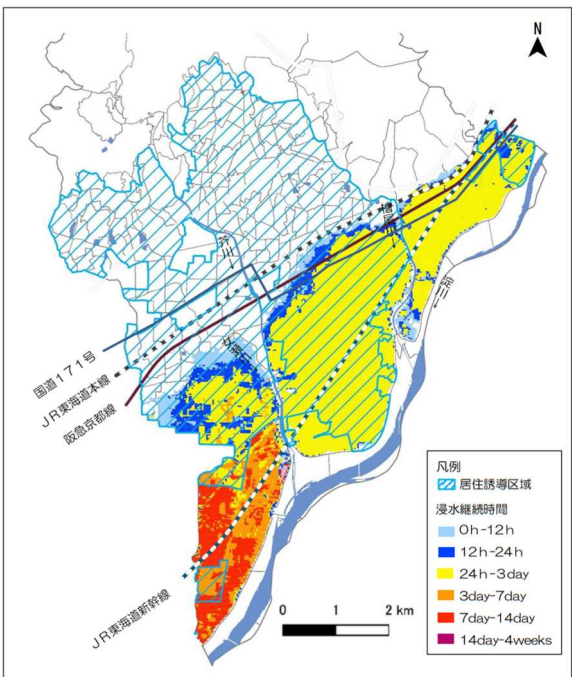 N
檜尾川
芥川
淀川
女瀬川
国道171号
JR東海道本線
阪急京都線
JR東海道新幹線
凡例
居住誘導区域
浸水継続時間
0h-12h
12h-24h
24h-3day
3day-7day
7day-14day
14day-4weeks
0 1 2 km